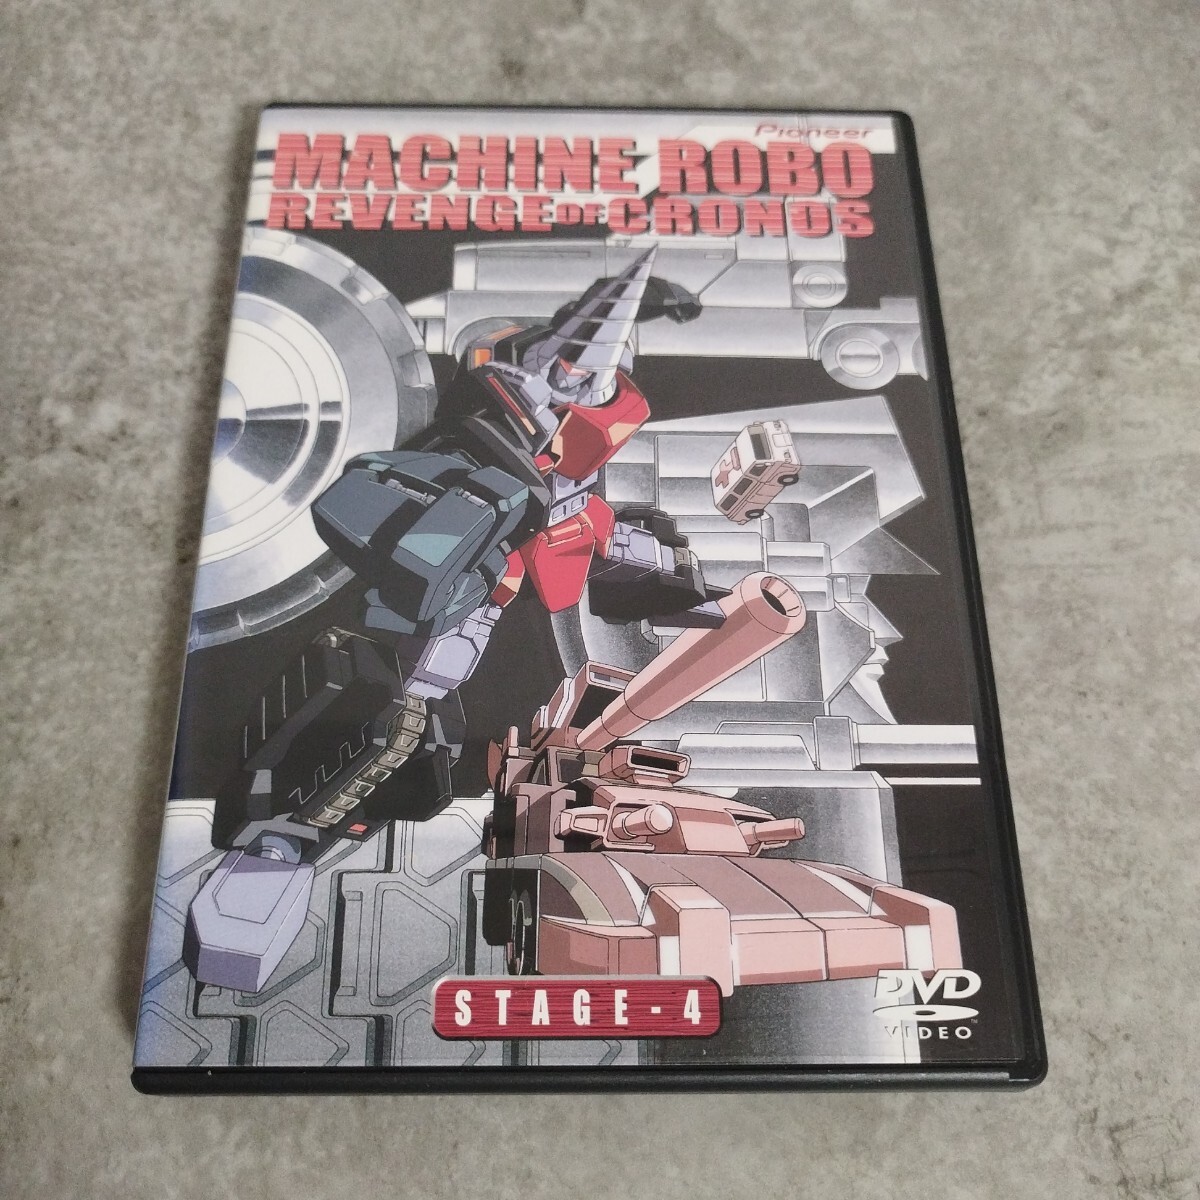 Pioneer
MACHINE ROBO
REVENGE OF CRONOS
STAGE-4
DVD
VIDEO